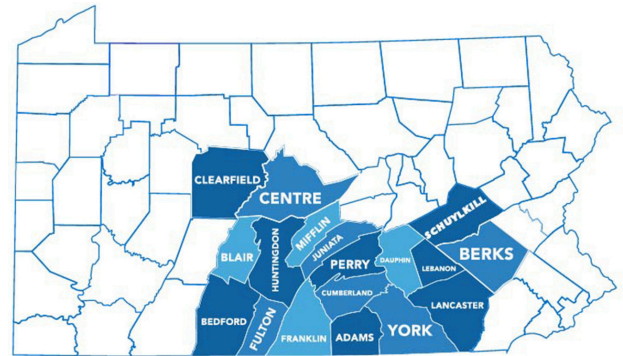 CLEARFIELD
CENTRE
SCHUYLKILL
MIFFLIN
HUNTINGDON
JUNIATA
BLAIR
BERKS
PERRY
DAUPHIN
LEBANON
CUMBERLAND
LANCASTER
BEDFORD
FULTON
FRANKLIN
ADAMS
YORK